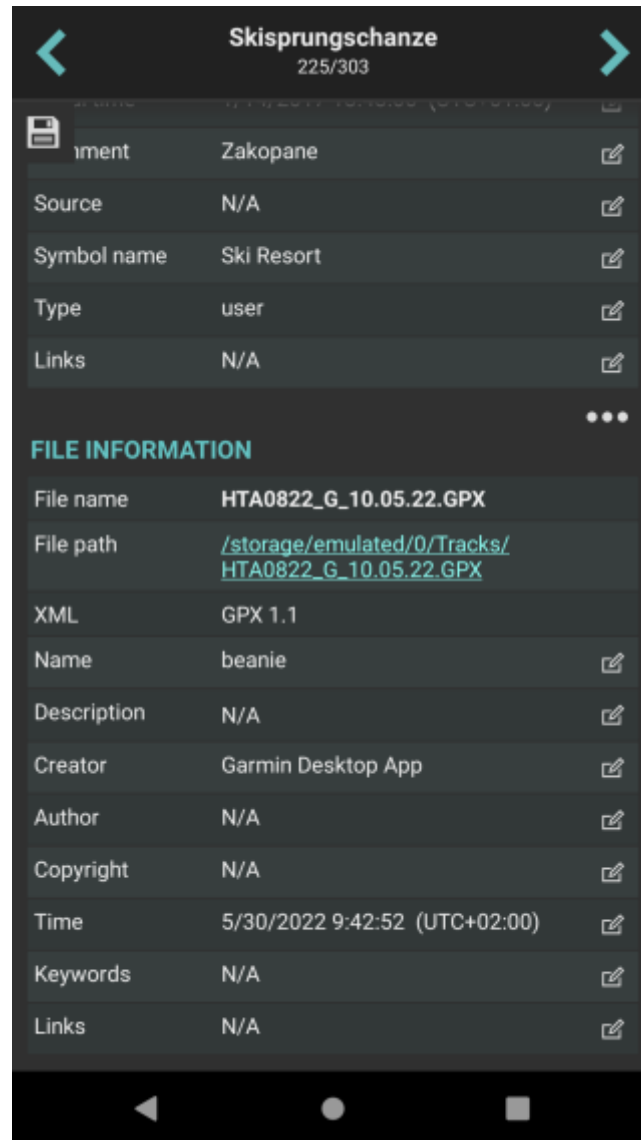 Skisprungschanze
225/303
mment Zakopane
Source N/A
Symbol name Ski Resort
Type user
Links N/A
FILE INFORMATION
File name HTA0822_G_10.05.22.GPX
File path /storage/emulated/0/Tracks/
HTA0822_G_10.05.22.GPX
XML GPX 1.1
Name beanie
Description N/A
Creator Garmin Desktop App
Author N/A
Copyright N/A
Time 5/30/2022 9:42:52 (UTC+02:00)
Keywords N/A
Links N/A